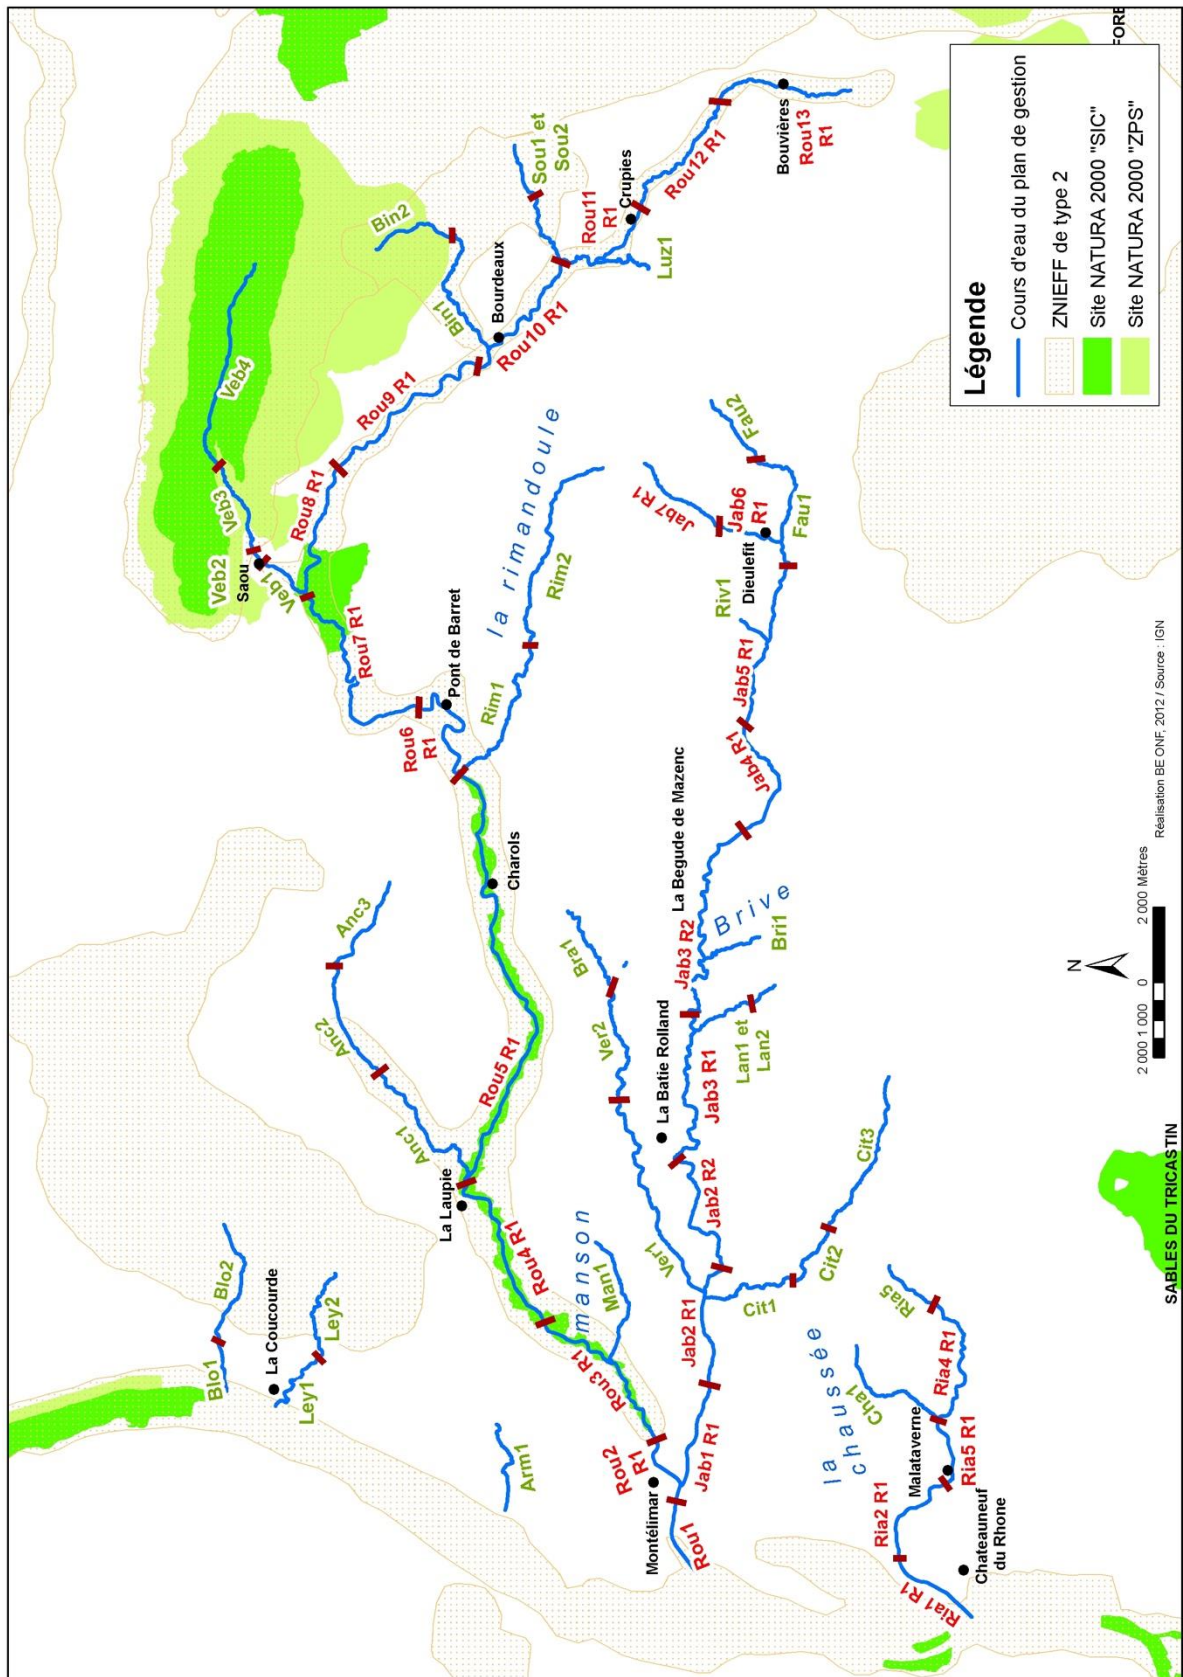 Blo1
Blo2
La Coucourde
Ley1
Ley2
Arm1
Anc1
Anc2
Anc3
La Laupie
Rou5 R1
Rou4 R1
manson
Man1
Rou3 R1
Rou2
R1
Montélimar
Rou1
Jab1 R1
Jab2 R1
Jab2 R2
Ver1
Ver2
Bra1
La Batie Rolland
Jab3 R1
Jab3 R2
Lan1 et
Lan2
Brive
Bri1
La Begude de Mazenc
Jab4 R1
Jab5 R1
Riv1
Dieulefit
Jab6
R1
Jab7 R1
Fau1
Fau2
Cit1
Cit2
Cit3
la
chaussée
Cha1
Malataverne
Ria5
Ria4 R1
Ria5 R1
Ria2 R1
Ria1 R1
Chateauneuf
du Rhone
Charols
Pont de Barret
Rou6
R1
Rou7 R1
Rim1
Rim2
la rimandoule
Veb1
Veb2
Saou
Veb3
Veb4
Rou8 R1
Rou9 R1
Bin1
Bin2
Bourdeaux
Rou10 R1
Sou1 et
Sou2
Rou11
R1
Crupies
Luz1
Rou12 R1
Bouvières
Rou13
R1
SABLES DU TRICASTIN
FORE
N
2 000 1 000 0 2 000 Mètres
Réalisation BE ONF, 2012 / Source : IGN
Légende
Cours d'eau du plan de gestion
ZNIEFF de type 2
Site NATURA 2000 "SIC"
Site NATURA 2000 "ZPS"